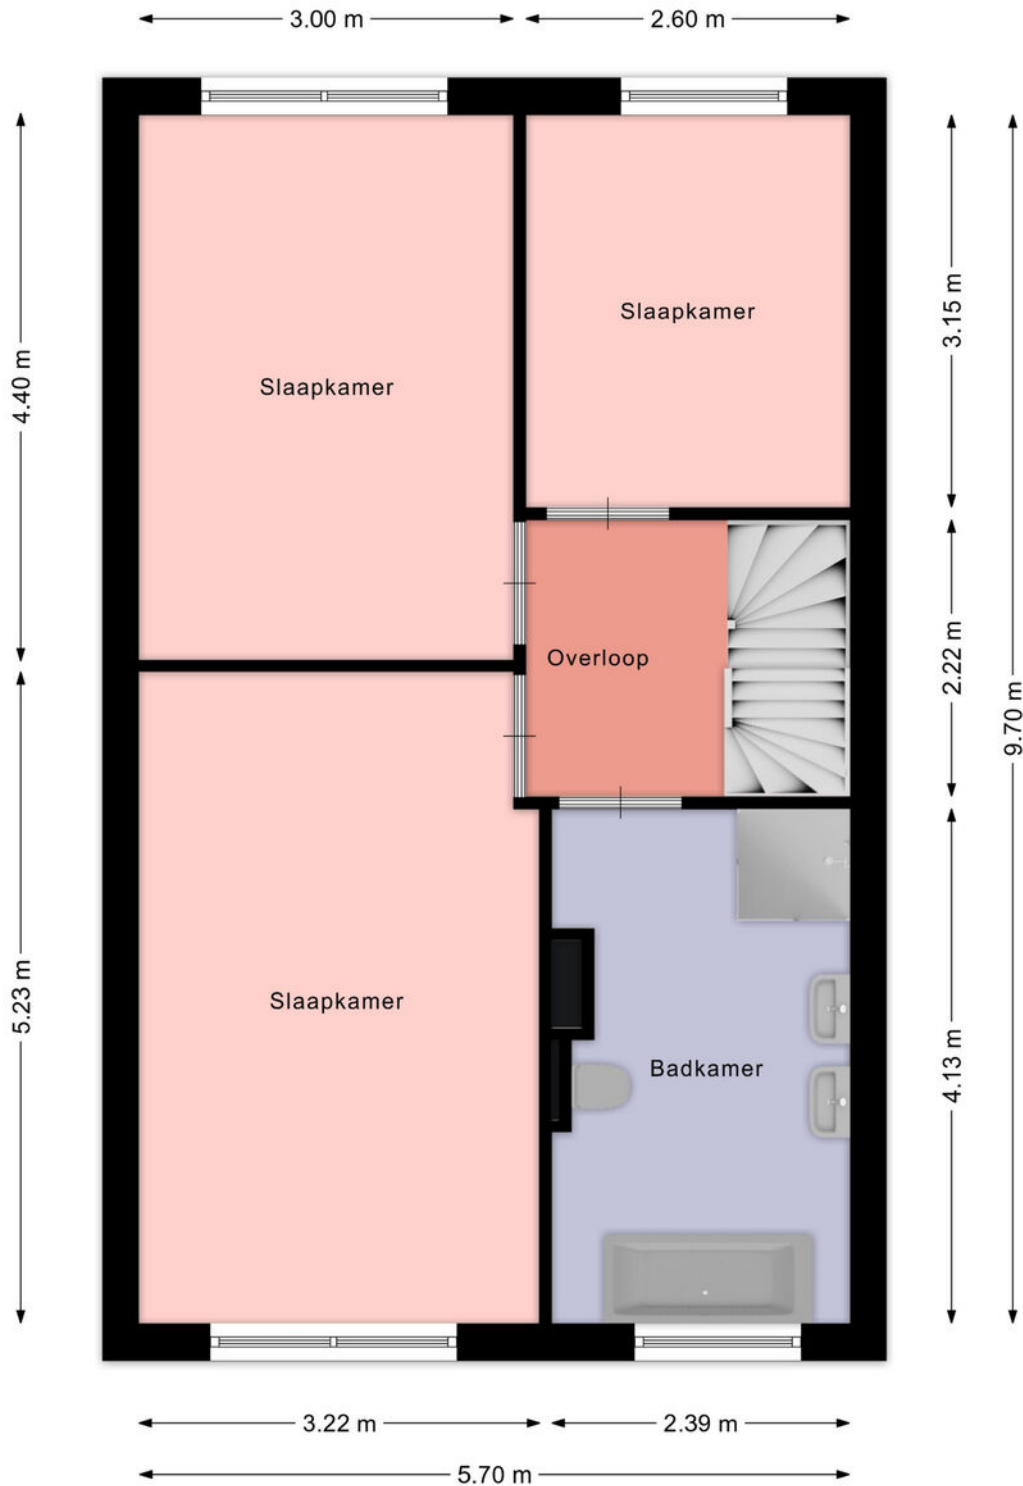 3.00 m
2.60 m
4.40 m
3.15 m
Slaapkamer
Slaapkamer
Overloop
2.22 m
9.70 m
5.23 m
Slaapkamer
Badkamer
4.13 m
3.22 m
2.39 m
5.70 m